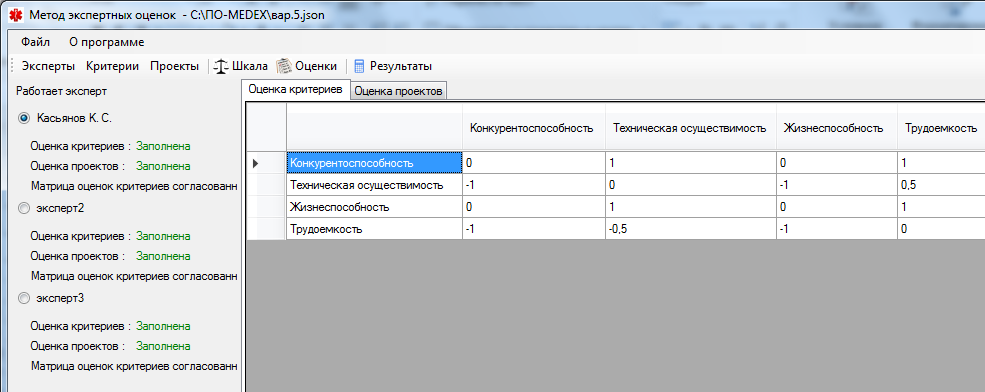 Метод экспертных оценок - C:\ПО-MEDEX\вар.5.json
Файл О программе
Эксперты Критерии Проекты Шкала Оценки Результаты
Работает эксперт
Касьянов К. С.
Оценка критериев : Заполнена
Оценка проектов : Заполнена
Матрица оценок критериев согласованн
эксперт2
Оценка критериев : Заполнена
Оценка проектов : Заполнена
Матрица оценок критериев согласованн
эксперт3
Оценка критериев : Заполнена
Оценка проектов : Заполнена
Матрица оценок критериев согласованн
Оценка критериев Оценка проектов
Конкурентоспособность Техническая осуществимость Жизнеспособность Трудоемкость
Конкурентоспособность 0 1 0 1
Техническая осуществимость -1 0 -1 0,5
Жизнеспособность 0 1 0 1
Трудоемкость -1 -0,5 -1 0